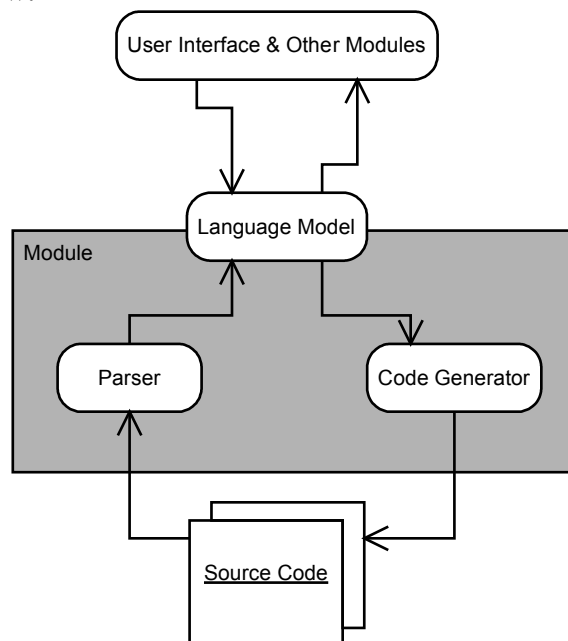 User Interface & Other Modules
Language Model
Module
Parser
Code Generator
Source Code